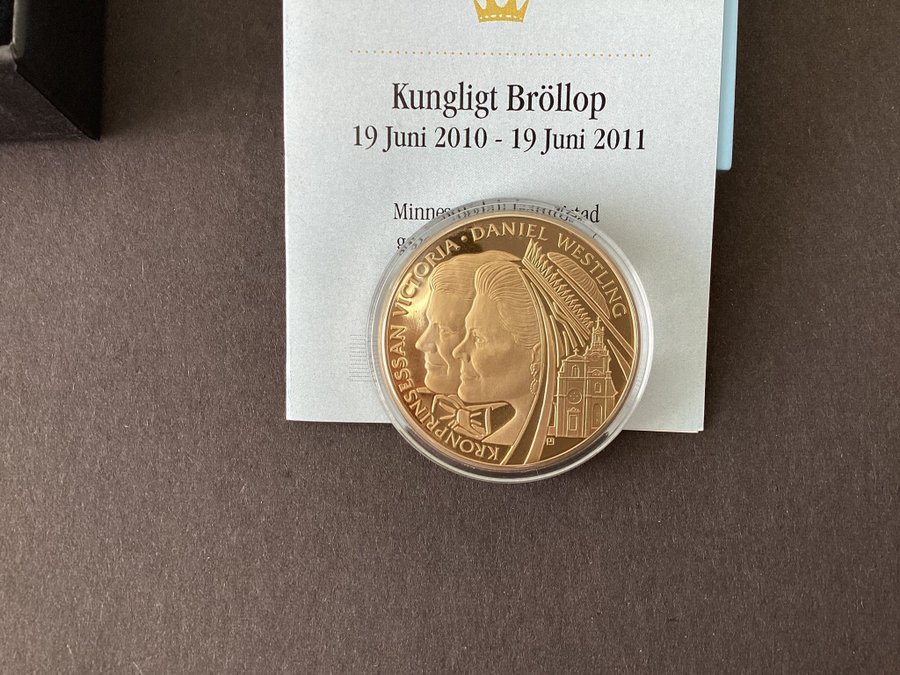 Kungligt Bröllop
19 Juni 2010 - 19 Juni 2011
KRONPRINSESSAN VICTORIA · DANIEL WESTLING